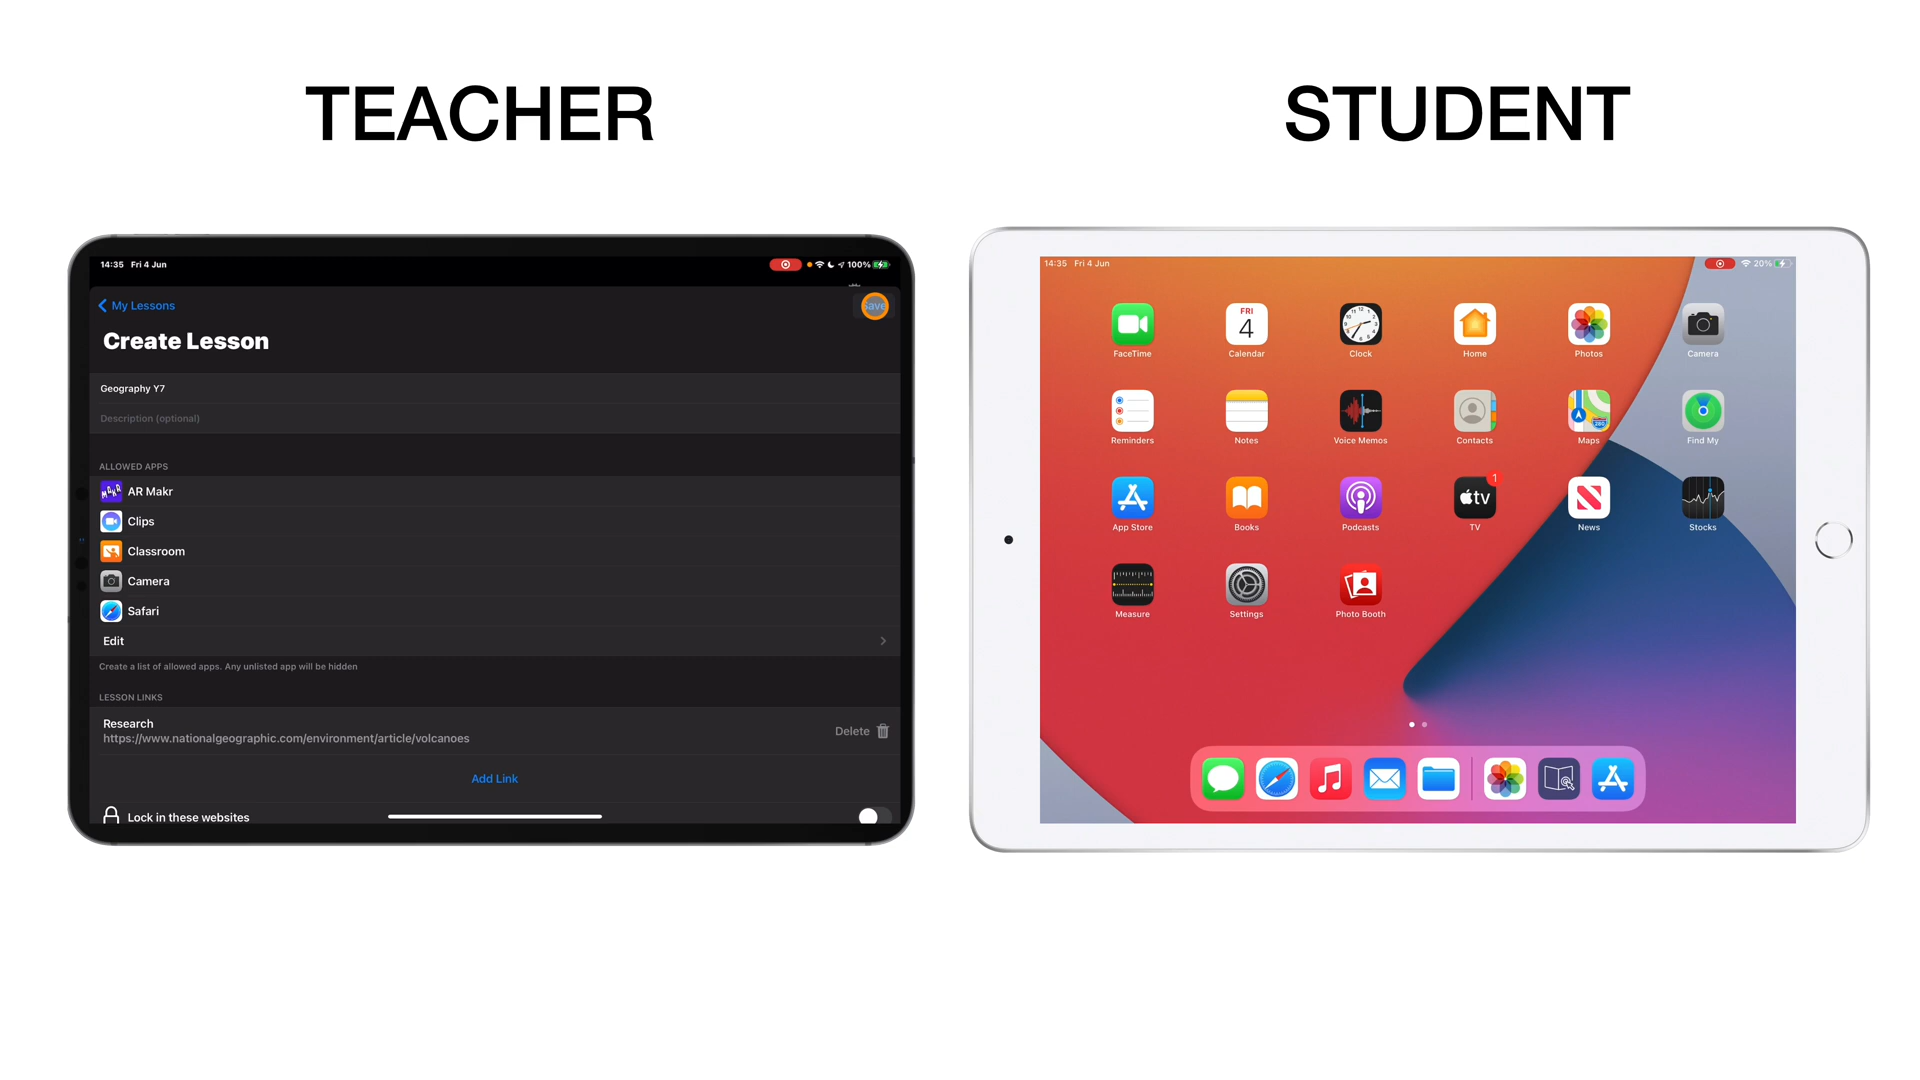 TEACHER
STUDENT
14:35 Fri 4 Jun
100%
My Lessons
Save
Create Lesson
Geography Y7
Description (optional)
ALLOWED APPS
AR Makr
Clips
Classroom
Camera
Safari
Edit
Create a list of allowed apps. Any unlisted app will be hidden
LESSON LINKS
Research
https://www.nationalgeographic.com/environment/article/volcanoes
Delete
Add Link
Lock in these websites
14:35 Fri 4 Jun
20%
FRI
4
FaceTime
Calendar
Clock
Home
Photos
Camera
Reminders
Notes
Voice Memos
Contacts
Maps
Find My
1
tv
App Store
Books
Podcasts
TV
News
Stocks
Measure
Settings
Photo Booth